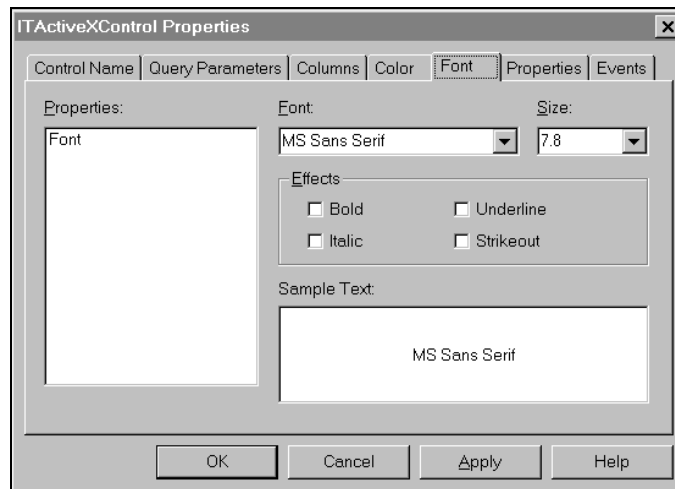 ITActiveXControl Properties
Control Name Query Parameters Columns Color Font Properties Events
Properties: Font: Size:
Font MS Sans Serif 7.8
Effects
Bold Underline
Italic Strikeout
Sample Text:
MS Sans Serif
OK Cancel Apply Help